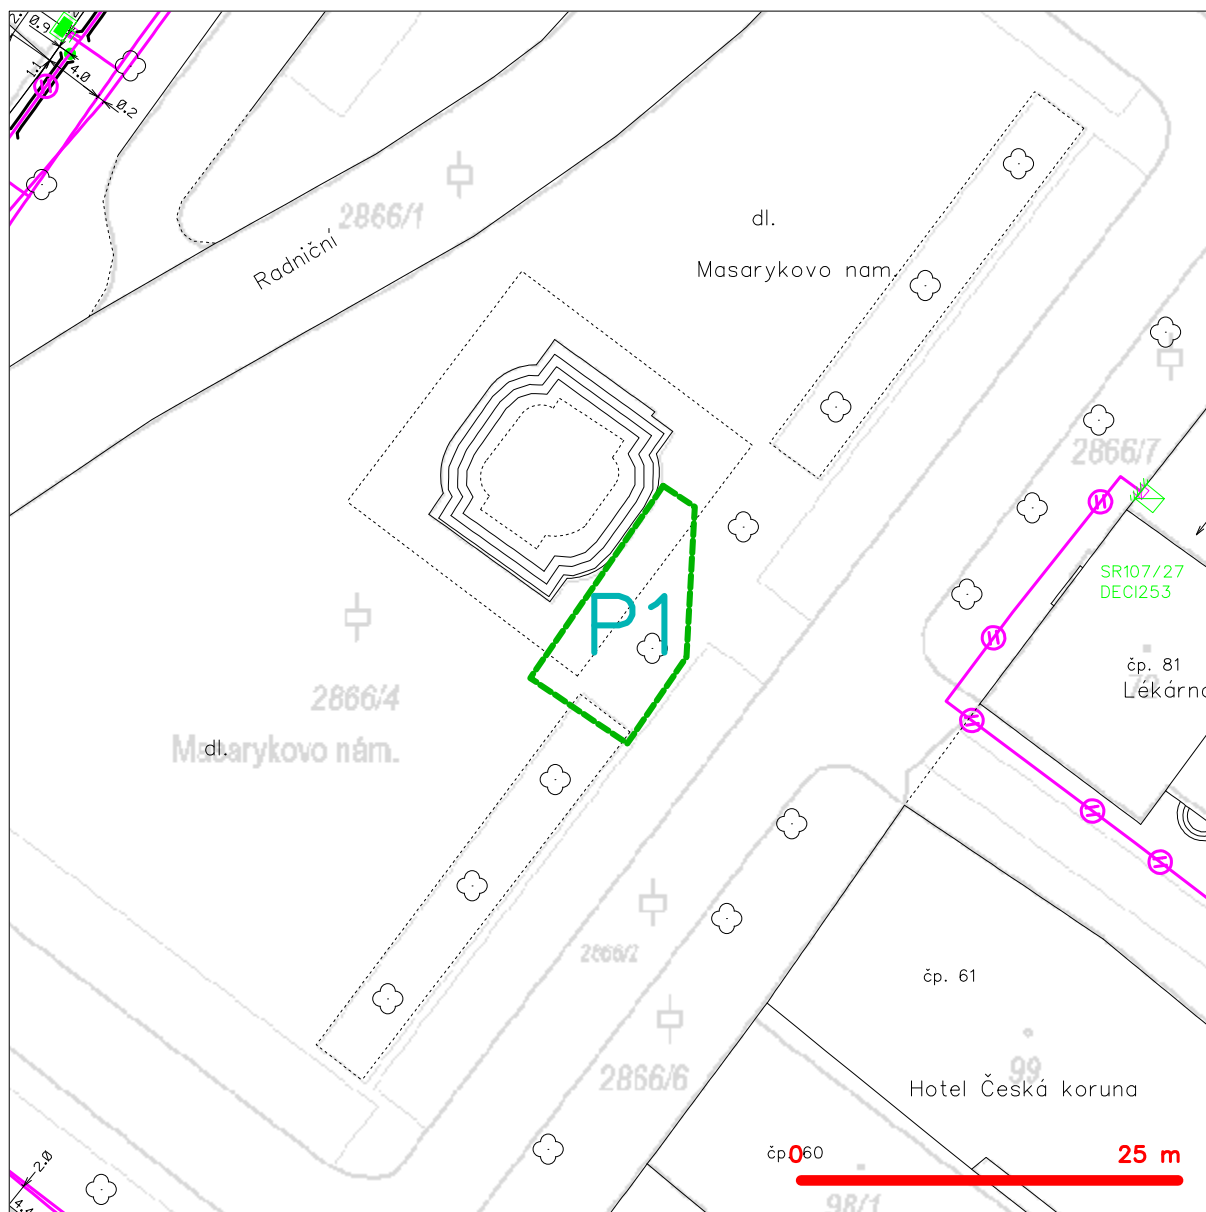 0.9
1.1
4.0
0.2
2866/1
dl.
Radniční
Masarykovo nam.
2866/7
SR107/27
DECI253
P1
čp. 81
2866/4
Lékárna
dl.
Masarykovo nám.
2866/2
čp. 61
99
2866/6
Hotel Česká koruna
čp. 60
0
25 m
2.0
98/1